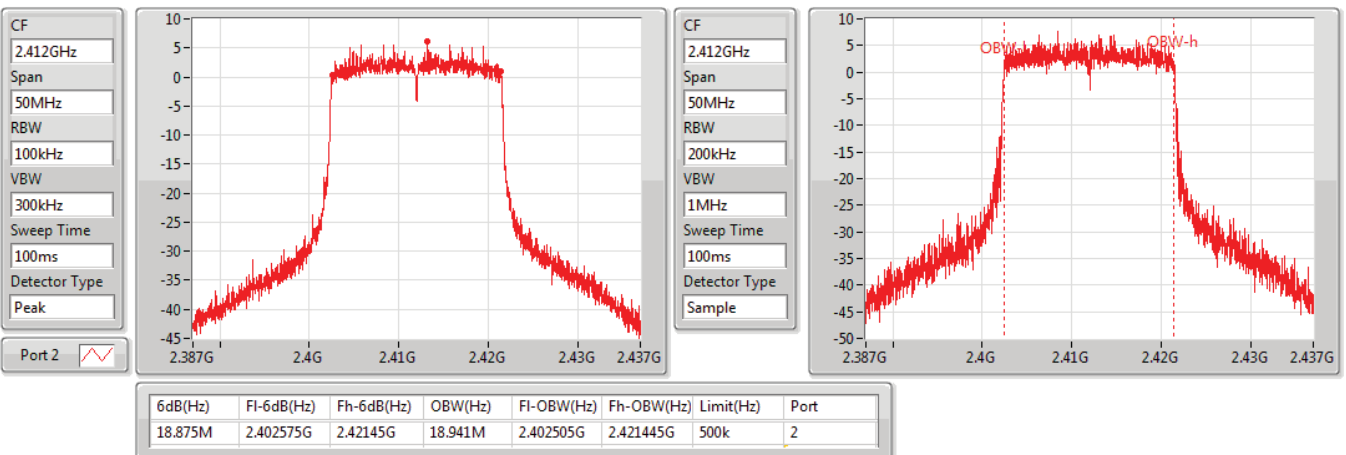 CF
2.412GHz
Span
50MHz
RBW
100kHz
VBW
300kHz
Sweep Time
100ms
Detector Type
Peak
Port 2
10
5
0
-5
-10
-15
-20
-25
-30
-35
-40
-45
2.387G 2.4G 2.41G 2.42G 2.43G 2.437G
CF
2.412GHz
Span
50MHz
RBW
200kHz
VBW
1MHz
Sweep Time
100ms
Detector Type
Sample
10
5
0
-5
-10
-15
-20
-25
-30
-35
-40
-45
-50
OBW-h
2.387G 2.4G 2.41G 2.42G 2.43G 2.437G
6dB(Hz) Fl-6dB(Hz) Fh-6dB(Hz) OBW(Hz) Fl-OBW(Hz) Fh-OBW(Hz) Limit(Hz) Port
18.875M 2.402575G 2.42145G 18.941M 2.402505G 2.421445G 500k 2